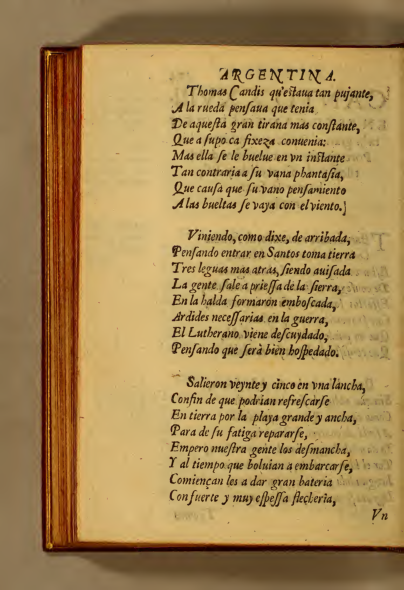 ARGENTINA.
Thomas Candis qu'eſtaua tan pujante,
A la rueda penſaua que tenia
De aqueſta gran tirana mas conſtante,
Que a ſu po ca fixeza conuenia:
Mas ella ſe le buelue en vn inſtante
Tan contraria a ſu vana phantaſia,
Que cauſa que ſu vano penſamiento
A las bueltas ſe vaya con el viento.]
Viniendo, como dixe, de arribada,
Penſando entrar en Santos toma tierra
Tres leguas mas atras, ſiendo auiſada
La gente ſale a prieſſa de la ſierra,
En la halda formaron emboſcada,
Ardides neceſſarias en la guerra,
El Lutherano viene deſcuydado,
Penſando que ſerà bien hoſpedado.
Salieron veynte y cinco en vna lancha,
Con fin de que podrian refreſcarſe
En tierra por la playa grande y ancha,
Para de ſu fatiga repararſe,
Empero nueſtra gente los deſmancha,
Y al tiempo que boluian a embarcarſe,
Comiençan les a dar gran bateria
Con fuerte y muy eſpeſſa flecheria,
Vn